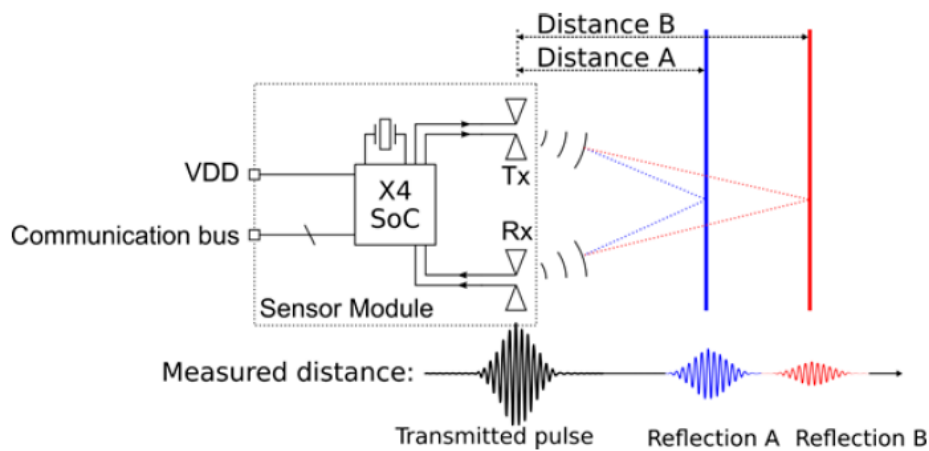 Distance B
Distance A
VDD
X4
SoC
Tx
Communication bus
Rx
Sensor Module
Measured distance:
Transmitted pulse
Reflection A
Reflection B